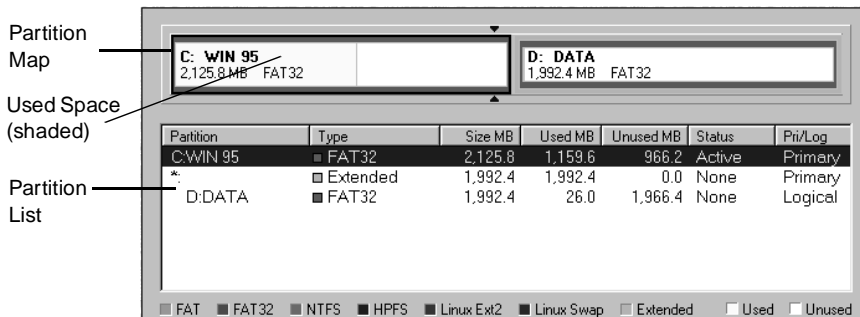 Partition
Map
Used Space
(shaded)
Partition
List
C: WIN 95
2,125.8 MB FAT32
D: DATA
1,992.4 MB FAT32
Partition Type Size MB Used MB Unused MB Status Pri/Log
C:WIN 95 FAT32 2,125.8 1,159.6 966.2 Active Primary
*: Extended 1,992.4 1,992.4 0.0 None Primary
D:DATA FAT32 1,992.4 26.0 1,966.4 None Logical
FAT FAT32 NTFS HPFS Linux Ext2 Linux Swap Extended Used Unused